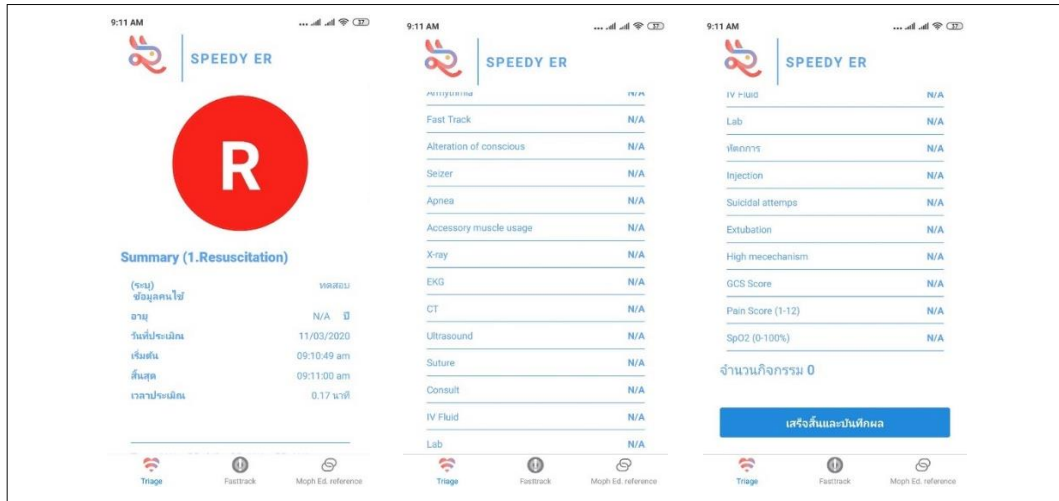 9:11 AM
SPEEDY ER
R
Summary (1.Resuscitation)
(ระบุ) ทดสอบ
ข้อมูลคนไข้
อายุ N/A ปี
วันที่ประเมิน 11/03/2020
เริ่มต้น 09:10:49 am
สิ้นสุด 09:11:00 am
เวลาประเมิณ 0.17 นาที
Triage Fasttrack Moph Ed. reference
9:11 AM 37
SPEEDY ER
Arrhythmia N/A
Fast Track N/A
Alteration of conscious N/A
Seizer N/A
Apnea N/A
Accessory muscle usage N/A
X-ray N/A
EKG N/A
CT N/A
Ultrasound N/A
Suture N/A
Consult N/A
IV Fluid N/A
Lab N/A
Triage Fasttrack Moph Ed. reference
9:11 AM 37
SPEEDY ER
IV Fluid N/A
Lab N/A
หัตถการ N/A
Injection N/A
Suicidal attemps N/A
Extubation N/A
High mecechanism N/A
GCS Score N/A
Pain Score (1-12) N/A
SpO2 (0-100%) N/A
จำนวนกิจกรรม 0
เสร็จสิ้นและบันทึกผล
Triage Fasttrack Moph Ed. reference